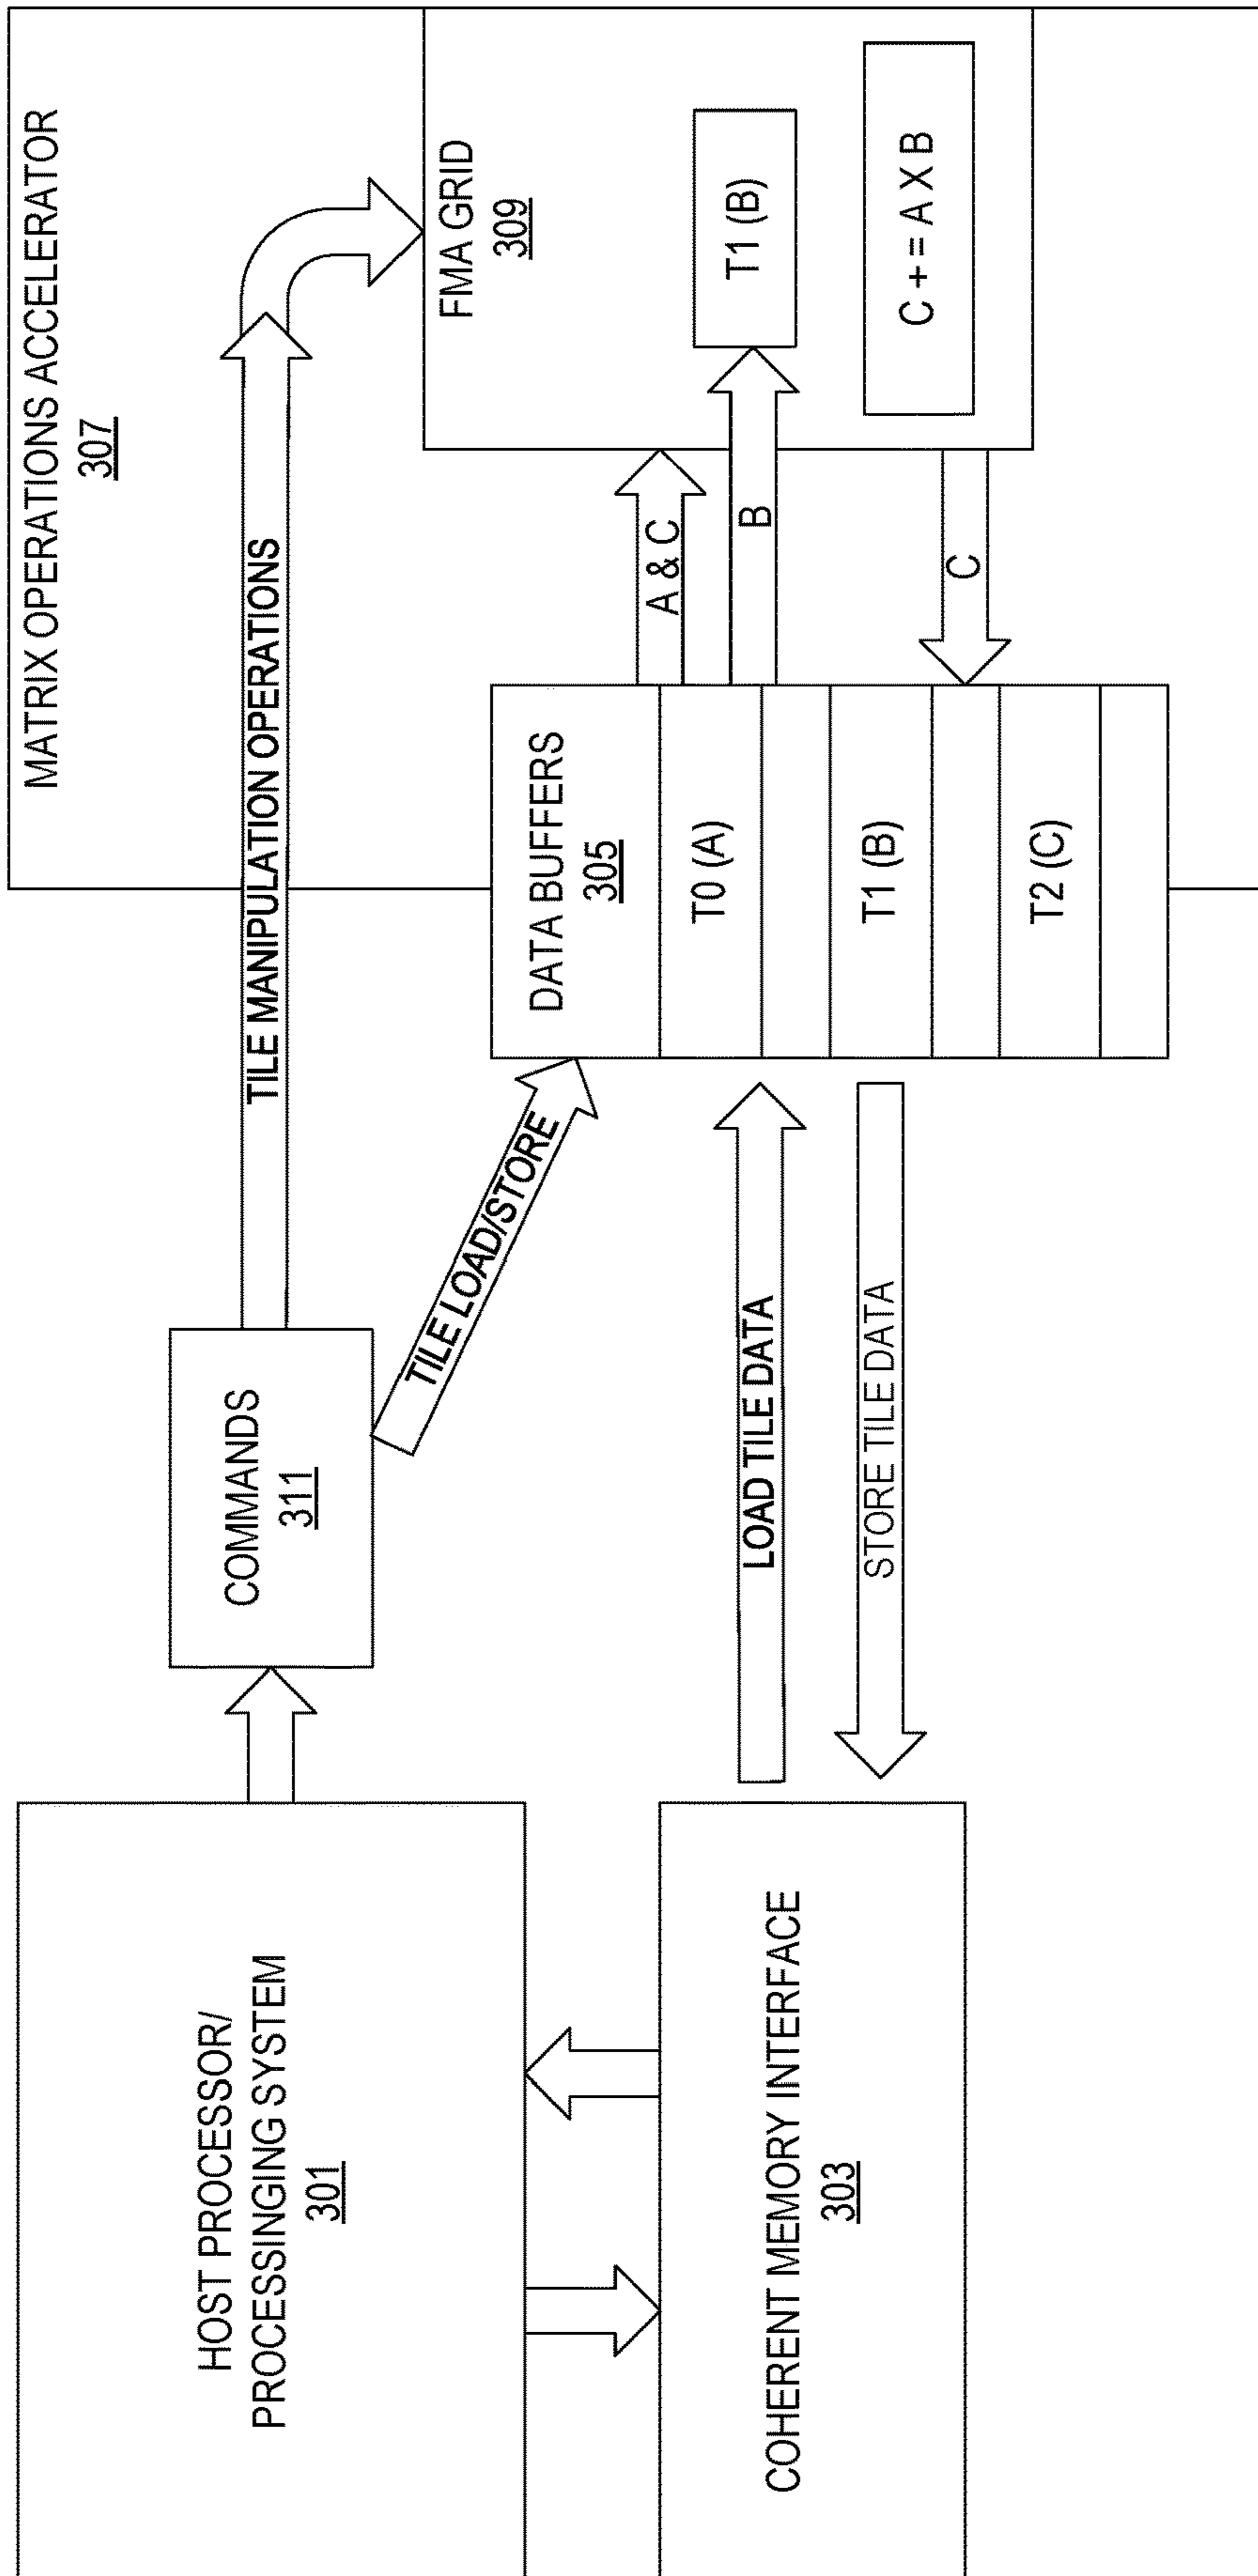 HOST PROCESSOR/
PROCESSINGING SYSTEM
301
COHERENT MEMORY INTERFACE
303
COMMANDS
311
TILE MANIPULATION OPERATIONS
TILE LOAD/STORE
LOAD TILE DATA
STORE TILE DATA
MATRIX OPERATIONS ACCELERATOR
307
DATA BUFFERS
305
T0 (A)
T1 (B)
T2 (C)
A & C
B
C
FMA GRID
309
T1 (B)
C + = A X B